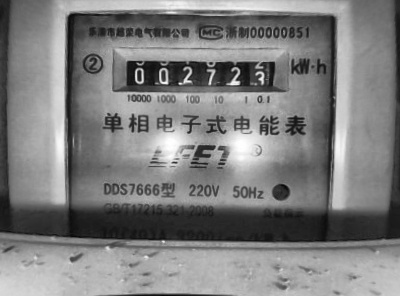 乐清市超荣电气有限公司 MC 浙制00000851
② 002723 kW·h
10000 1000 100 10 1 0.1
单相电子式电能表
LFET®
DDS7666型 220V 50Hz
GB/T17215.321-2008